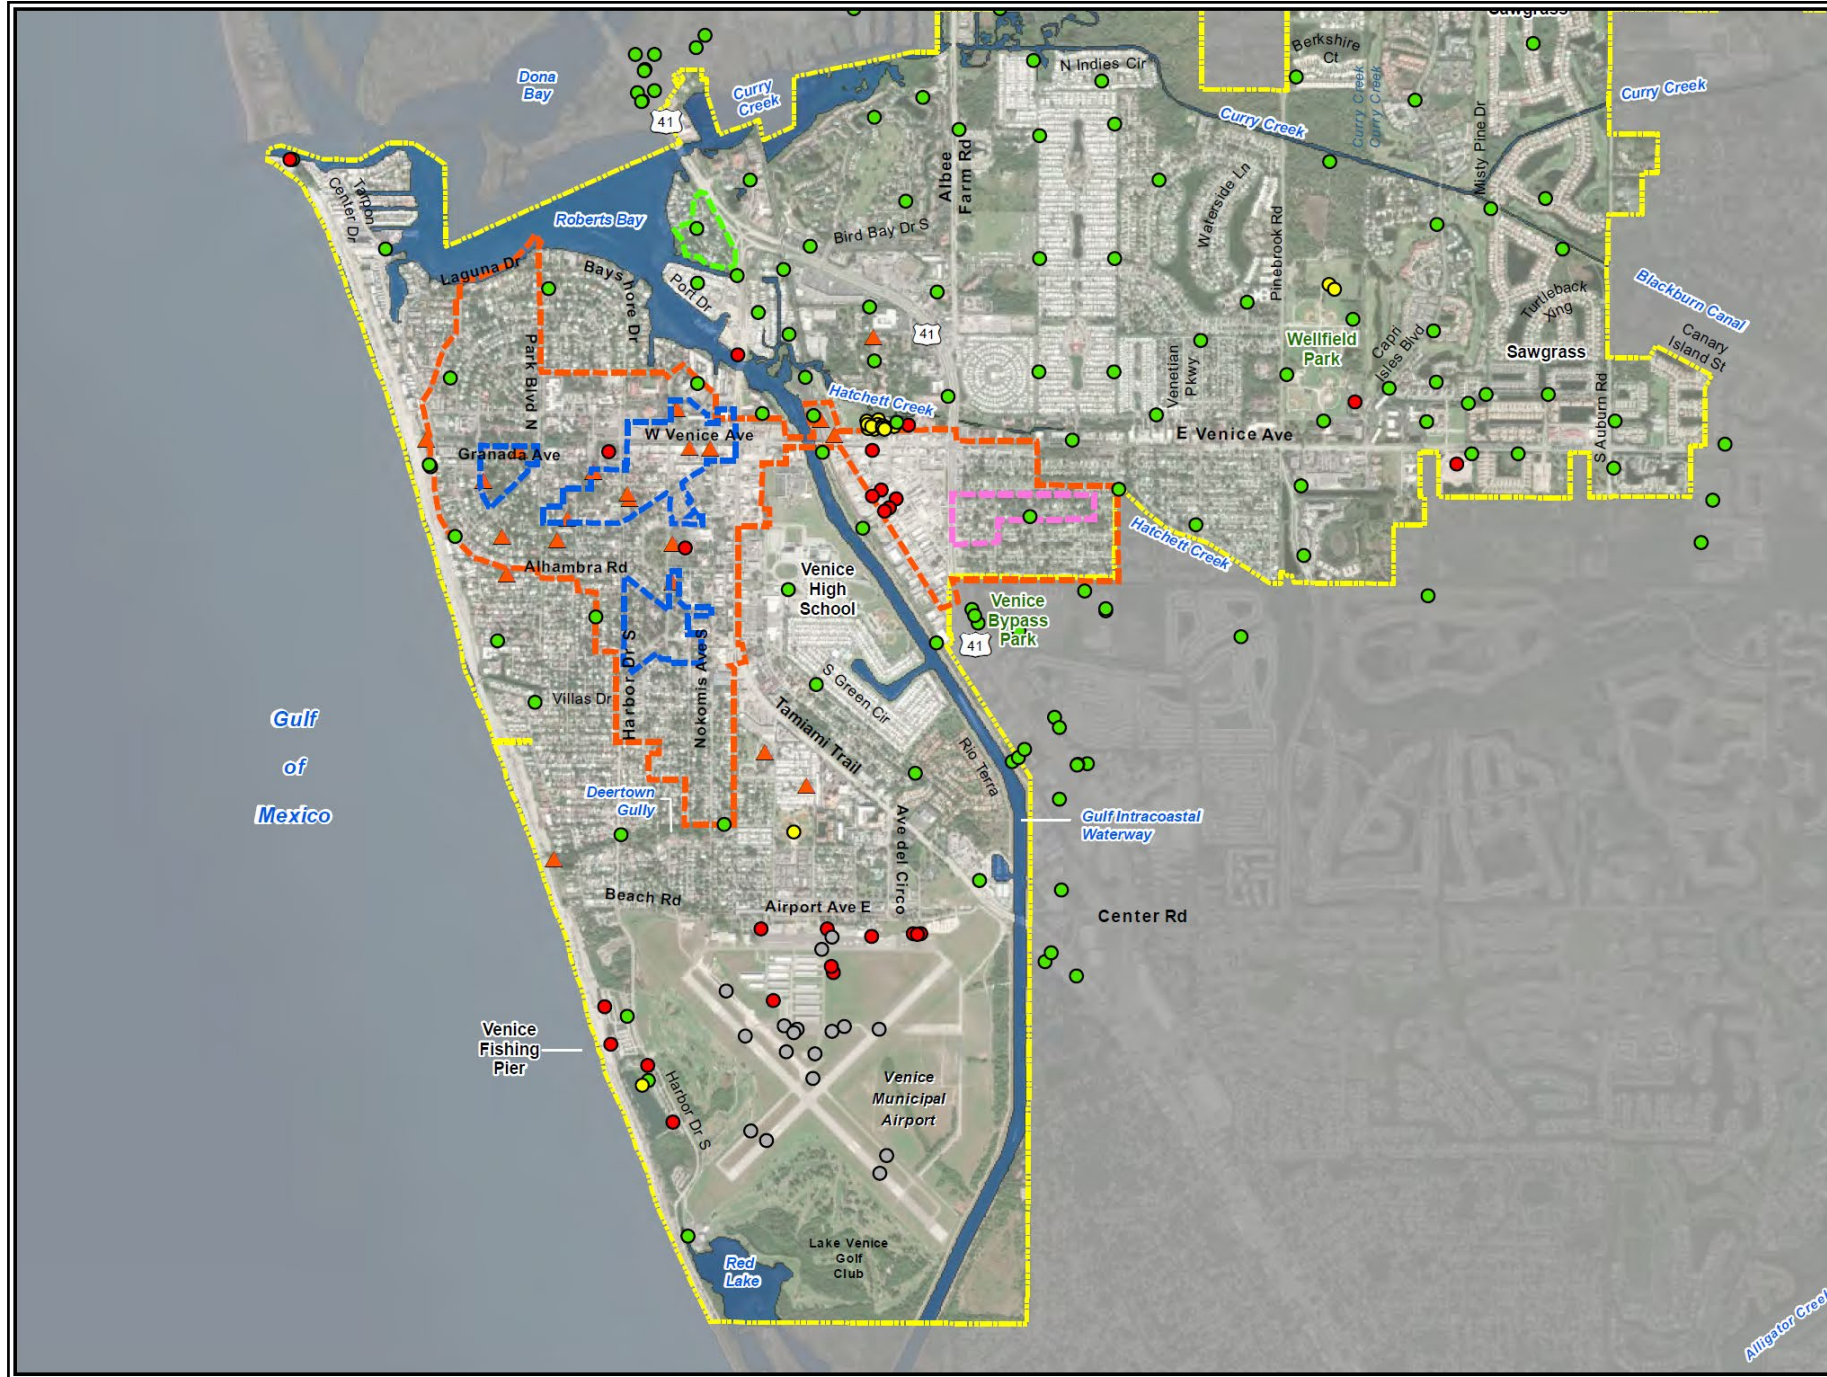 Sawgrass
Berkshire
Ct
N Indies Cir
Dona
Bay
Curry
Creek
41
Curry Creek
Curry Creek
Curry Creek
Curry Creek
Misty Pine Dr
Albee
Farm Rd
Tarpon
Center Dr
Waterside Ln
Roberts Bay
Bird Bay Dr S
Pinebrook Rd
Laguna Dr
Bayshore Dr
Port Dr
Turtleback
Xing
Blackburn Canal
41
Canary
Island St
Wellfield
Park
Capri
Isles Blvd
Sawgrass
Park Blvd N
Venetian
Pkwy
Hatchett Creek
S Auburn Rd
W Venice Ave
E Venice Ave
Granada Ave
Hatchett Creek
Alhambra Rd
Venice
High
School
Venice
Bypass
Park
41
Harbor Dr S
Nokomis Ave S
S Green Cir
Villas Dr
Gulf
of
Mexico
Tamiami Trail
Rio Terra
Deertown
Gully
Gulf Intracoastal
Waterway
Ave del Circo
Beach Rd
Airport Ave E
Center Rd
Venice
Fishing
Pier
Harbor Dr S
Venice
Municipal
Airport
Lake Venice
Golf
Club
Red
Lake
Alligator Creek